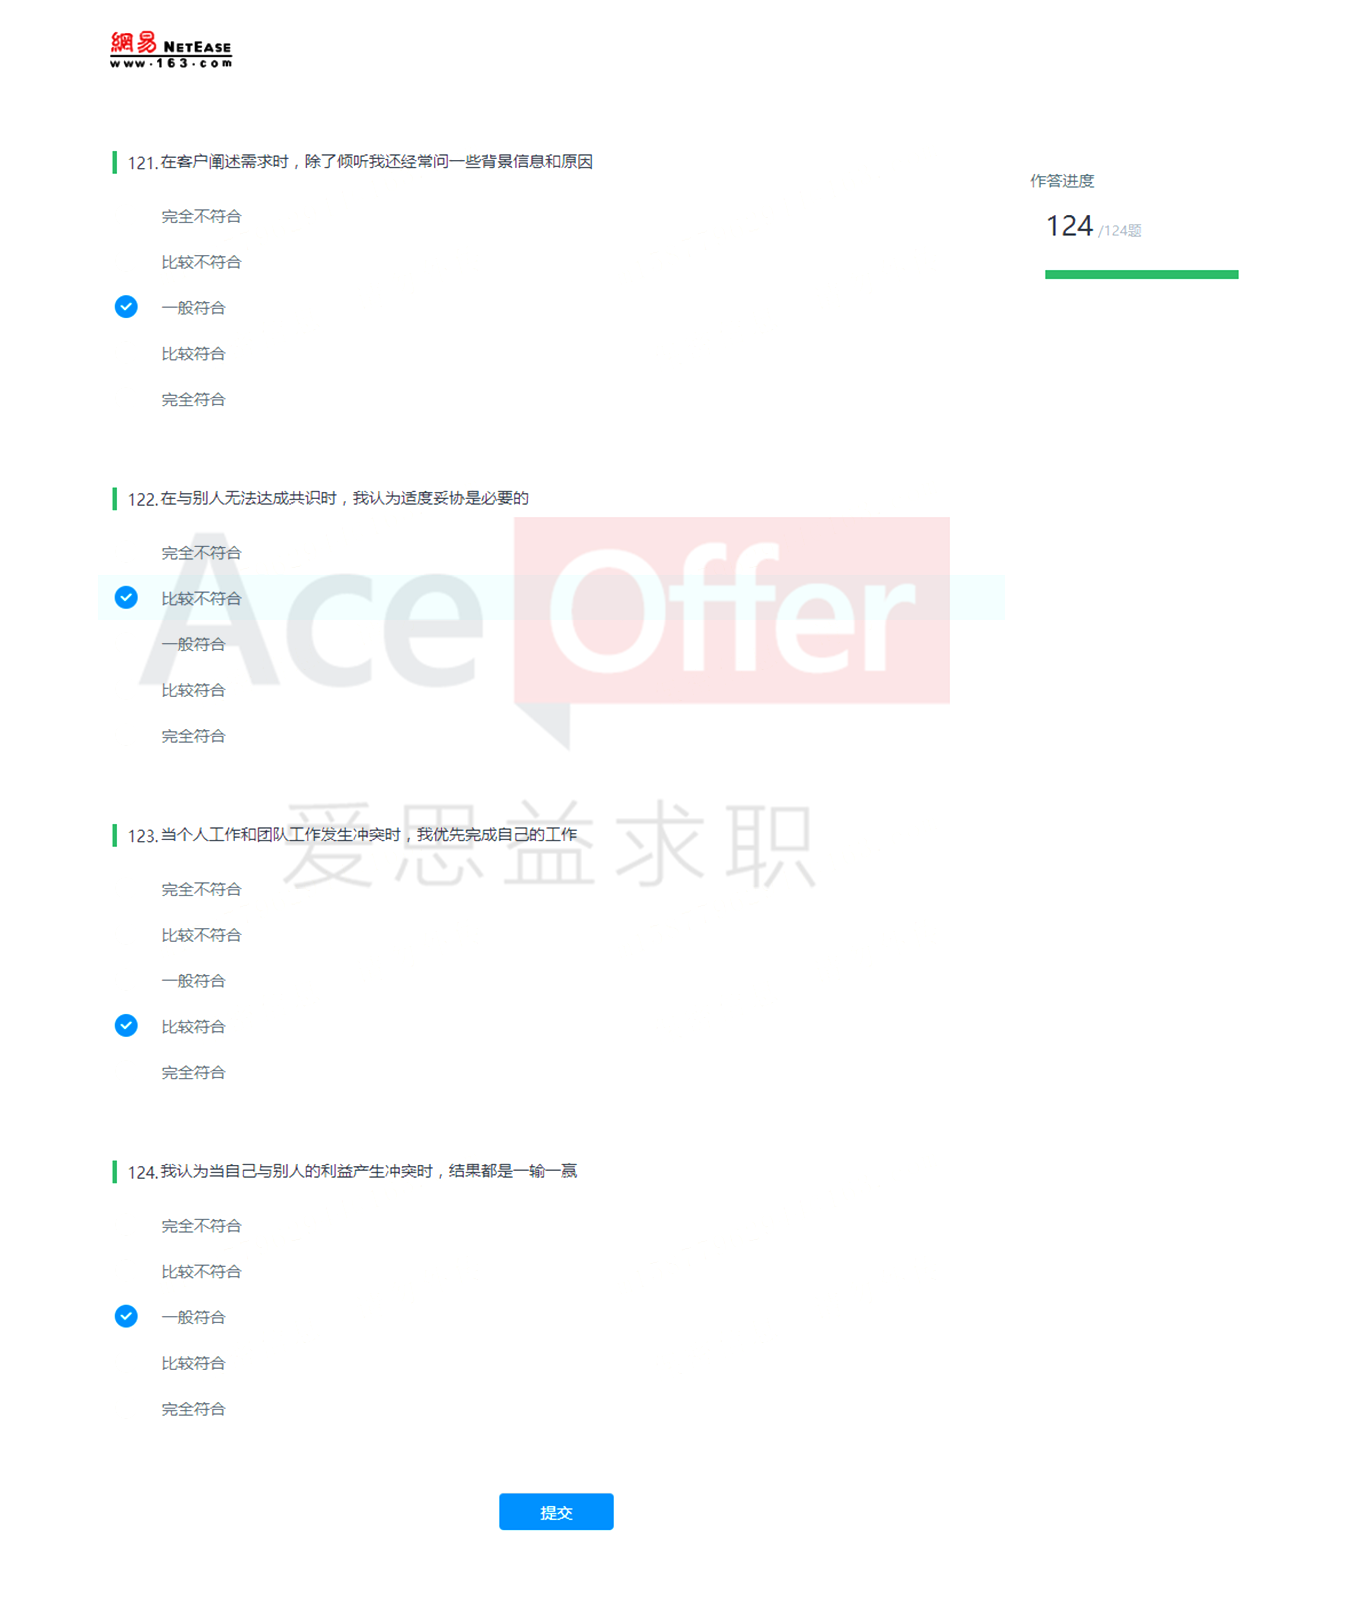 網易 NETEASE
www.163.com
121.在客户阐述需求时，除了倾听我还经常问一些背景信息和原因
作答进度
124 /124题
完全不符合
比较不符合
一般符合
比较符合
完全符合
122.在与别人无法达成共识时，我认为适度妥协是必要的
完全不符合
比较不符合
一般符合
比较符合
完全符合
Ace Offer
爱思益求职
123.当个人工作和团队工作发生冲突时，我优先完成自己的工作
完全不符合
比较不符合
一般符合
比较符合
完全符合
124.我认为当自己与别人的利益产生冲突时，结果都是一输一赢
完全不符合
比较不符合
一般符合
比较符合
完全符合
提交